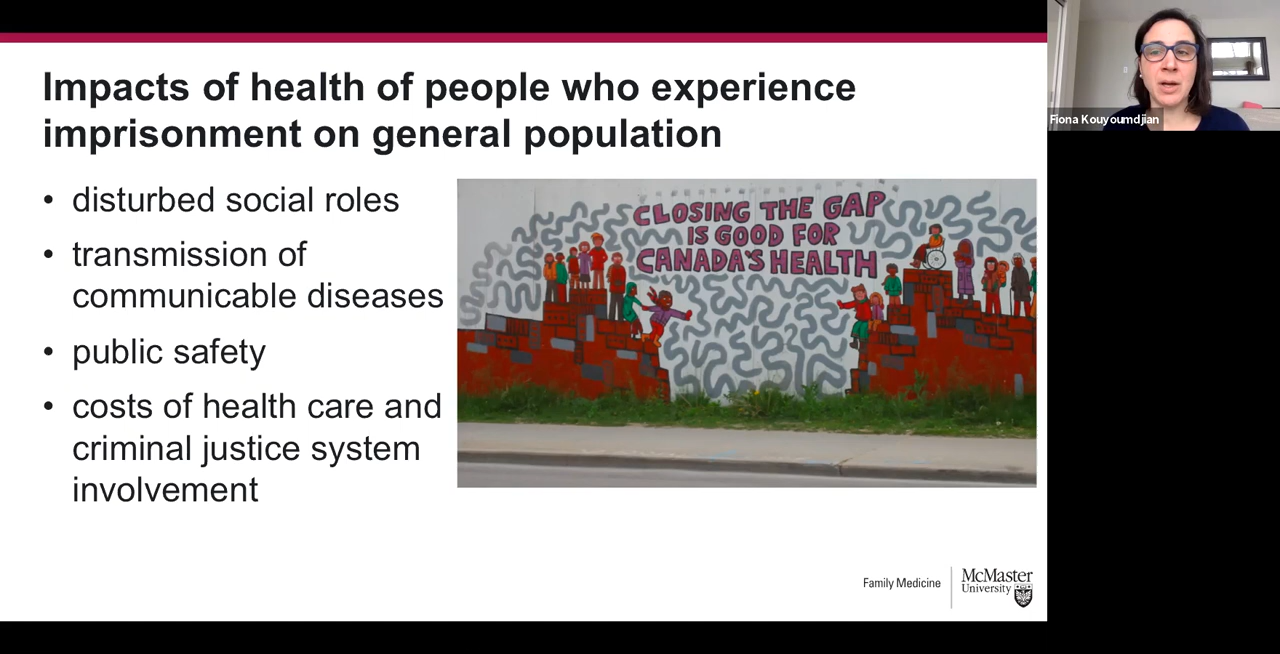 Impacts of health of people who experience
imprisonment on general population
• disturbed social roles
• transmission of
communicable diseases
• public safety
• costs of health care and
criminal justice system
involvement
CLOSING THE GAP
IS GOOD FOR
CANADA'S HEALTH
Family Medicine
McMaster
University
Fiona Kouyoumdjian